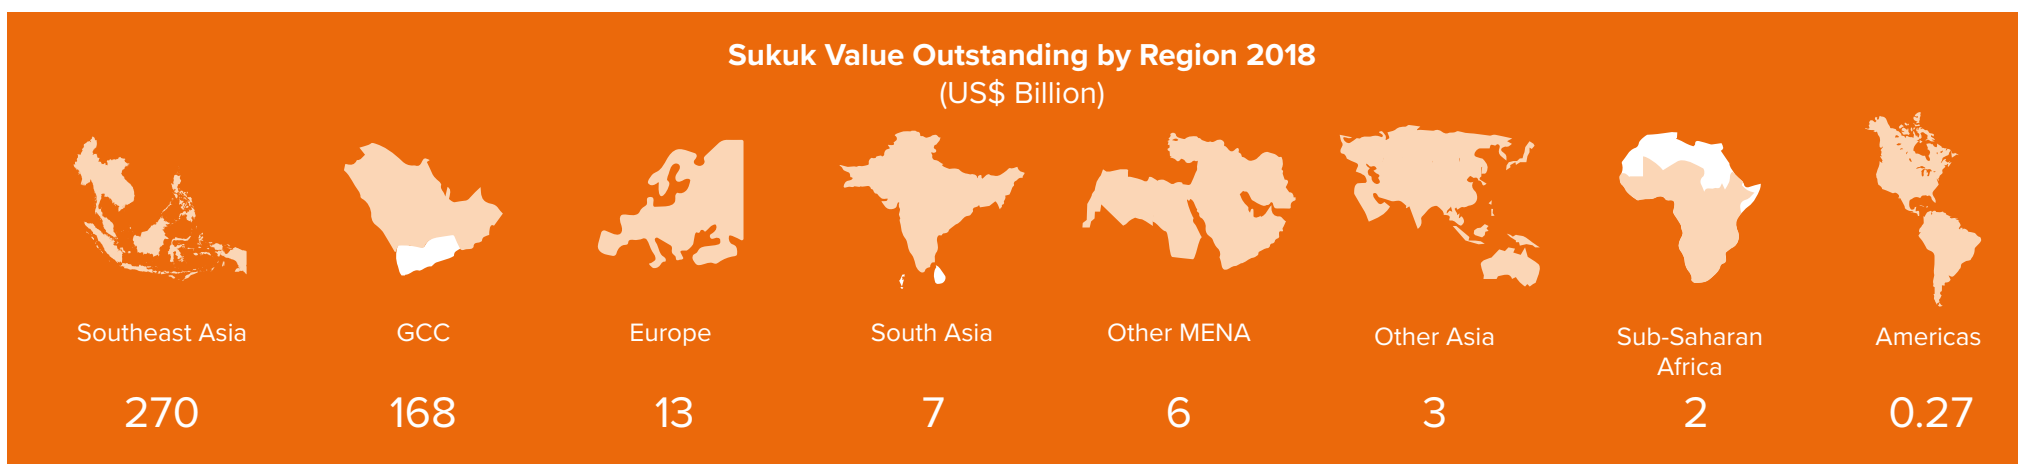 Sukuk Value Outstanding by Region 2018
(US$ Billion)
Southeast Asia
270
GCC
168
Europe
13
South Asia
7
Other MENA
6
Other Asia
3
Sub-Saharan
Africa
2
Americas
0.27